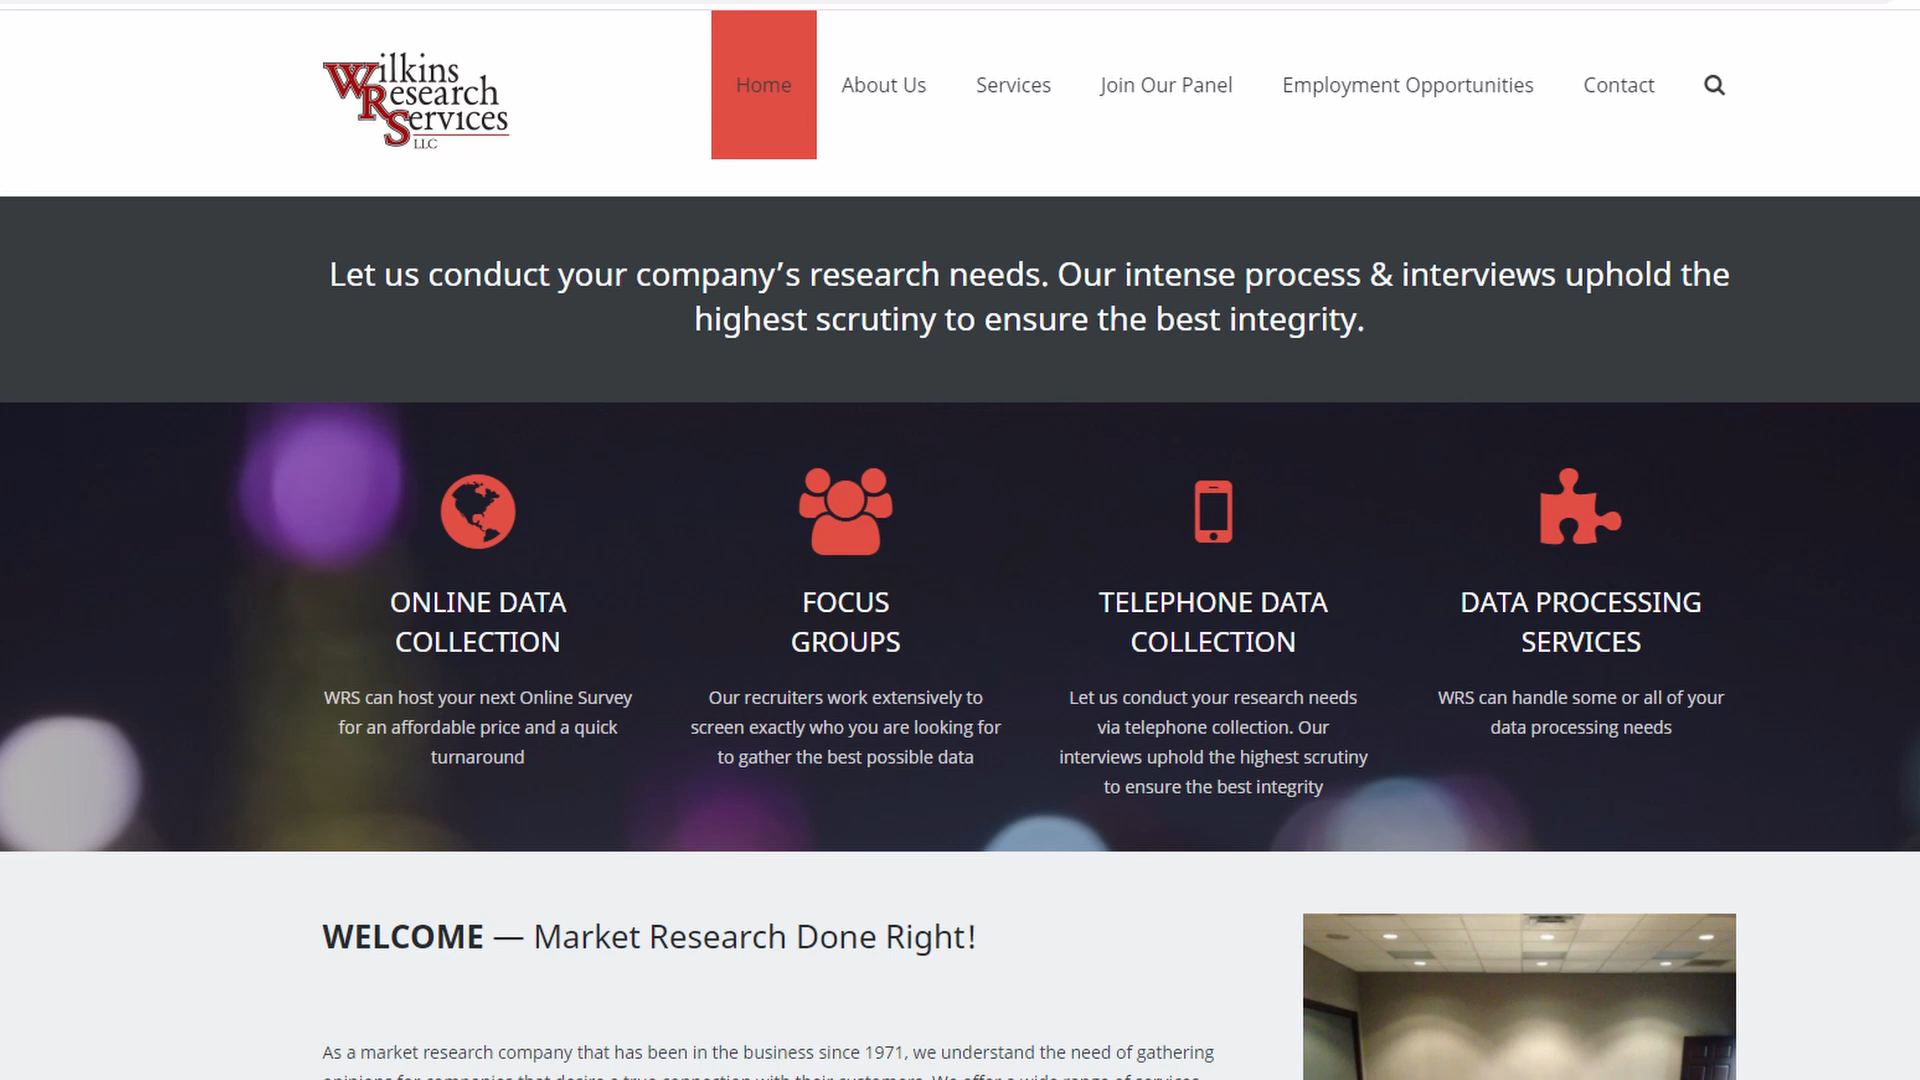 Wilkins
Research
Services
LLC
Home
About Us
Services
Join Our Panel
Employment Opportunities
Contact
Let us conduct your company’s research needs. Our intense process & interviews uphold the
highest scrutiny to ensure the best integrity.
ONLINE DATA
COLLECTION
WRS can host your next Online Survey
for an affordable price and a quick
turnaround
FOCUS
GROUPS
Our recruiters work extensively to
screen exactly who you are looking for
to gather the best possible data
TELEPHONE DATA
COLLECTION
Let us conduct your research needs
via telephone collection. Our
interviews uphold the highest scrutiny
to ensure the best integrity
DATA PROCESSING
SERVICES
WRS can handle some or all of your
data processing needs
WELCOME — Market Research Done Right!
As a market research company that has been in the business since 1971, we understand the need of gathering
opinions for companies that desire a true connection with their customers. We offer a wide range of services